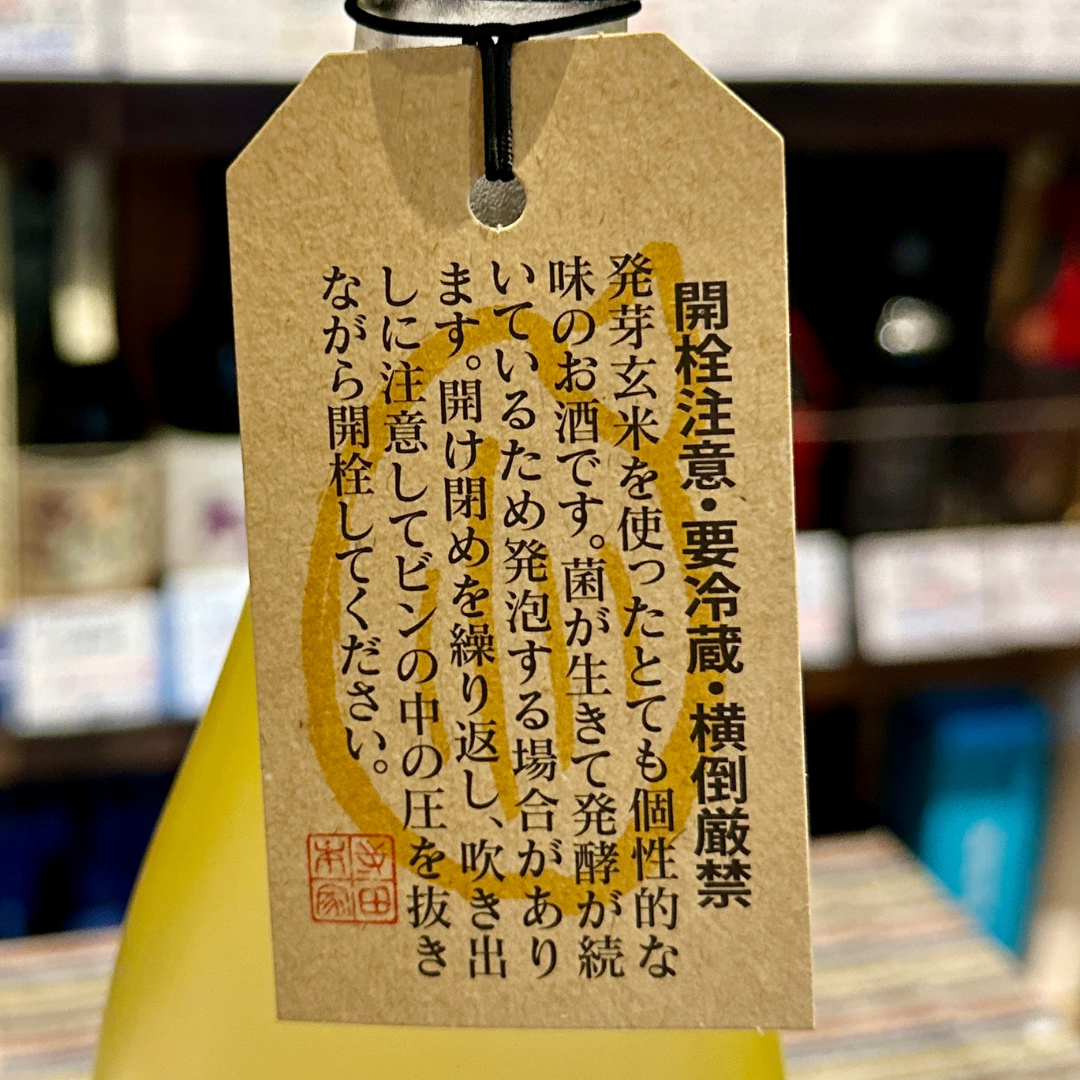 開栓注意・要冷蔵・横倒厳禁
発芽玄米を使ったとても個性的な
味のお酒です。菌が生きて発酵が続
いているため発泡する場合があり
ます。開け閉めを繰り返し、吹き出
しに注意してビンの中の圧を抜き
ながら開栓してください。
寺田
本家